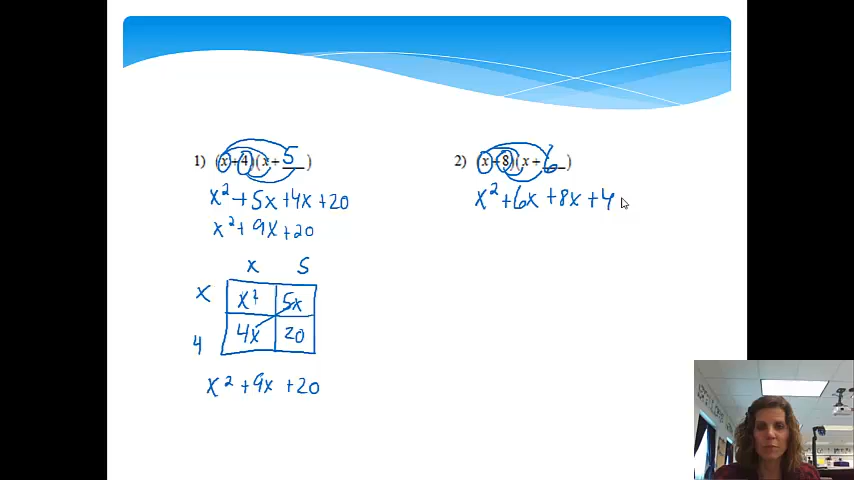 1) (x+4)(x+ 5 )
x² + 5x + 4x + 20
x² + 9x + 20
x 5
x x² 5x
4 4x 20
x² + 9x + 20
2) (x+8)(x+ 6 )
x² + 6x + 8x + 4